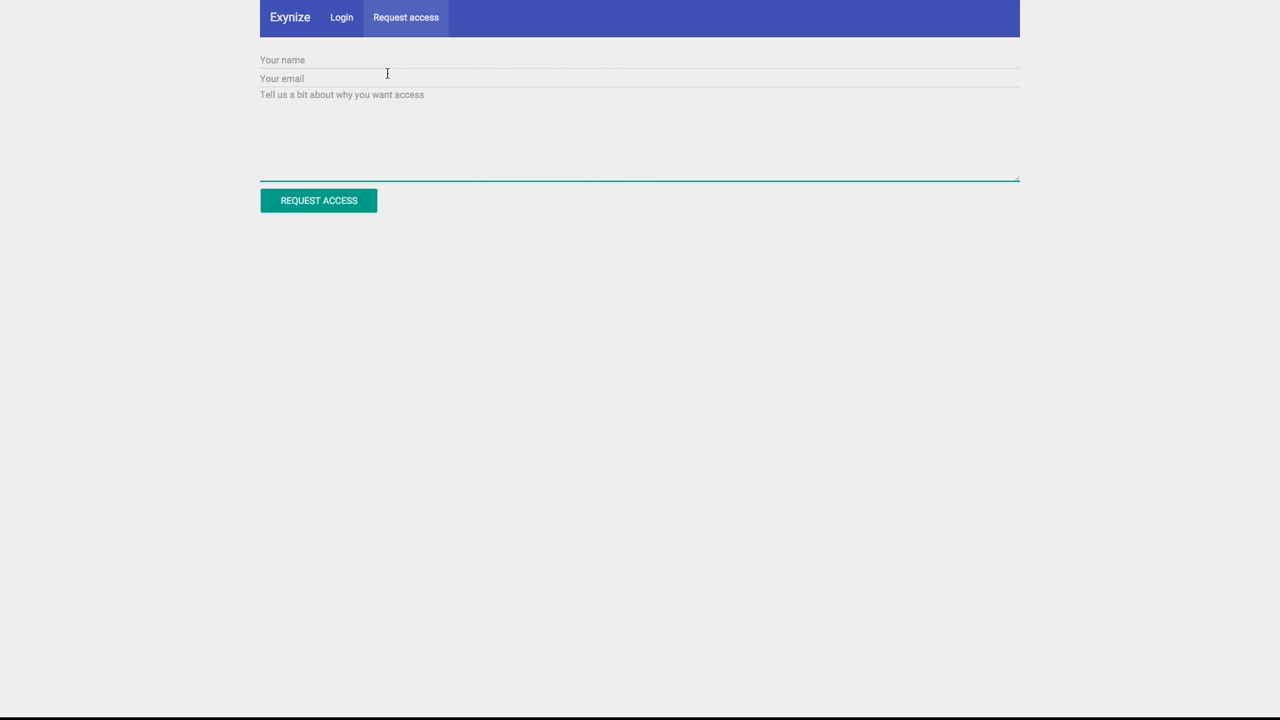 Exynize Login Request access
Your name
Your email
Tell us a bit about why you want access
REQUEST ACCESS